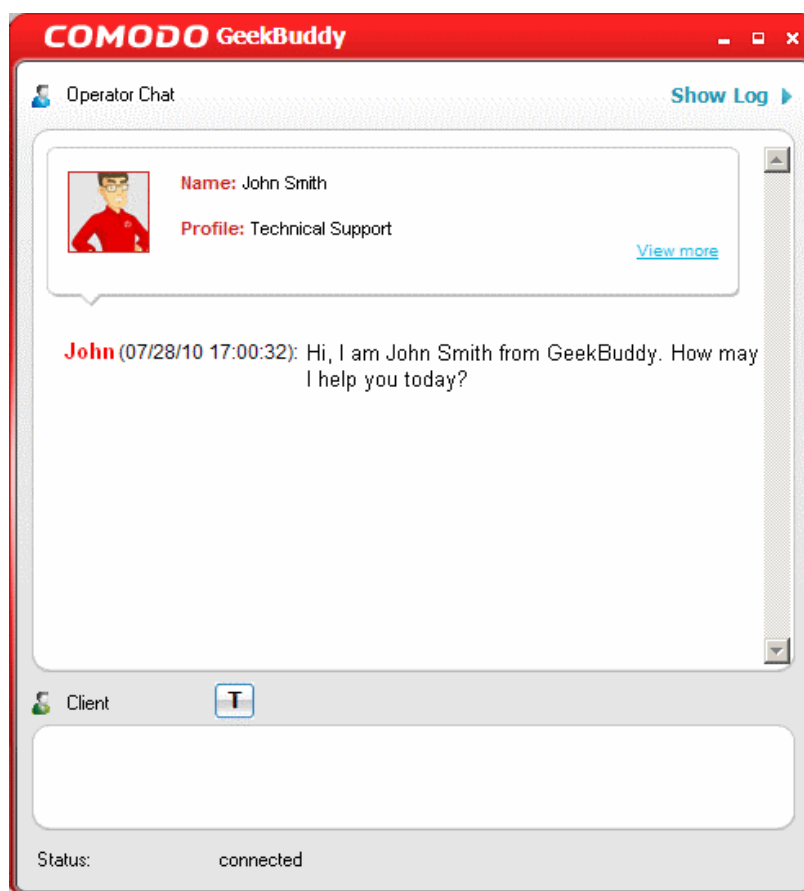 COMODO GeekBuddy
Operator Chat
Show Log
Name: John Smith
Profile: Technical Support
View more
John (07/28/10 17:00:32): Hi, I am John Smith from GeekBuddy. How may
I help you today?
Client
T
Status: connected